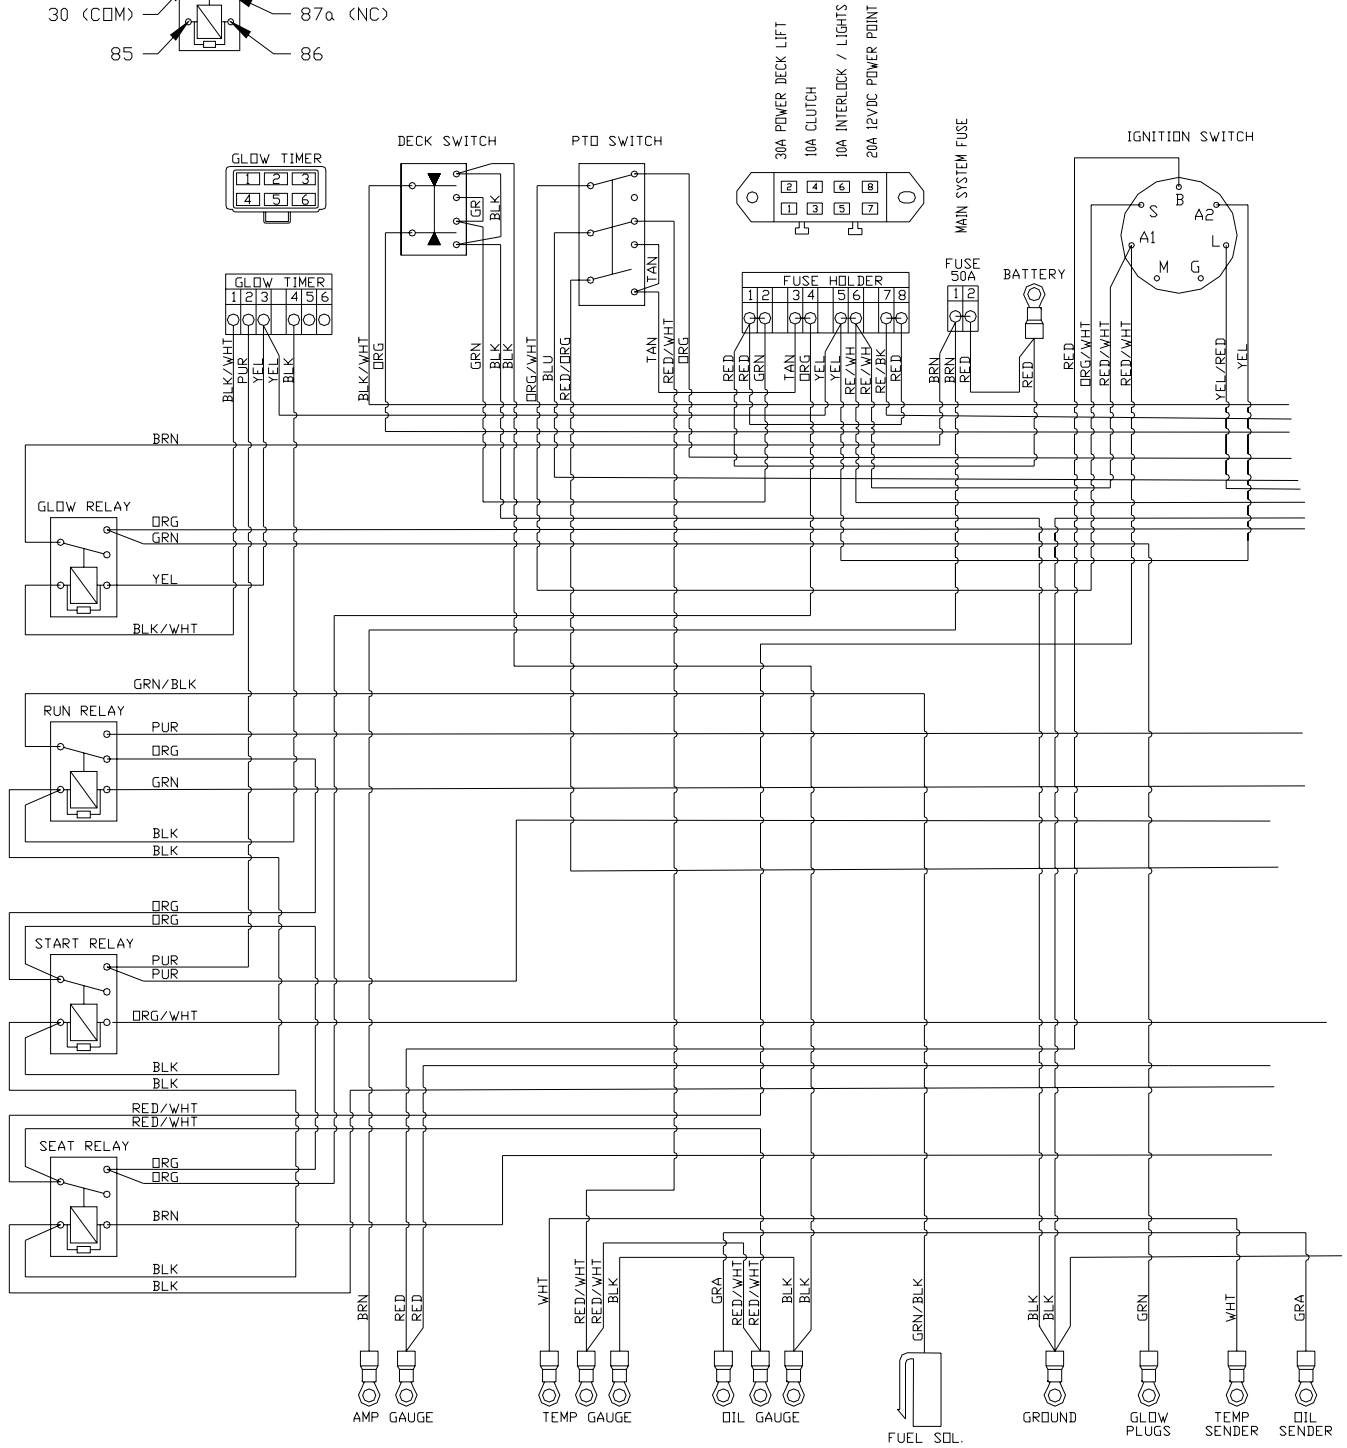 30 (COM)
87a (NC)
85
86
30A POWER DECK LIFT
10A CLUTCH
10A INTERLOCK / LIGHTS
20A 12VDC POWER POINT
MAIN SYSTEM FUSE
IGNITION SWITCH
DECK SWITCH
PTO SWITCH
GLOW TIMER
1 2 3
4 5 6
GR
BLK
2 4 6 8
1 3 5 7
B
S
A2
A1
L
M
G
TAN
GLOW TIMER
1 2 3 4 5 6
FUSE HOLDER
1 2 3 4 5 6 7 8
FUSE
50A
1 2
BATTERY
BLK/WHT
PUR
YEL
YEL
BLK
BLK/WHT
ORG
GRN
BLK
BLK
ORG/WHT
BLU
RED/ORG
TAN
RED/WHT
ORG
RED
RED
GRN
TAN
ORG
YEL
YEL
RE/WH
RE/WH
RE/BK
RED
BRN
BRN
RED
RED
RED
ORG/WHT
RED/WHT
RED/WHT
YEL/RED
YEL
BRN
GLOW RELAY
ORG
GRN
YEL
BLK/WHT
GRN/BLK
RUN RELAY
PUR
ORG
GRN
BLK
BLK
ORG
ORG
START RELAY
PUR
PUR
ORG/WHT
BLK
BLK
RED/WHT
RED/WHT
SEAT RELAY
ORG
ORG
BRN
BLK
BLK
BRN
RED
RED
WHT
RED/WHT
RED/WHT
BLK
GRA
RED/WHT
RED/WHT
BLK
BLK
GRN/BLK
BLK
BLK
GRN
WHT
GRA
AMP GAUGE
TEMP GAUGE
OIL GAUGE
FUEL SOL.
GROUND
GLOW
PLUGS
TEMP
SENDER
OIL
SENDER